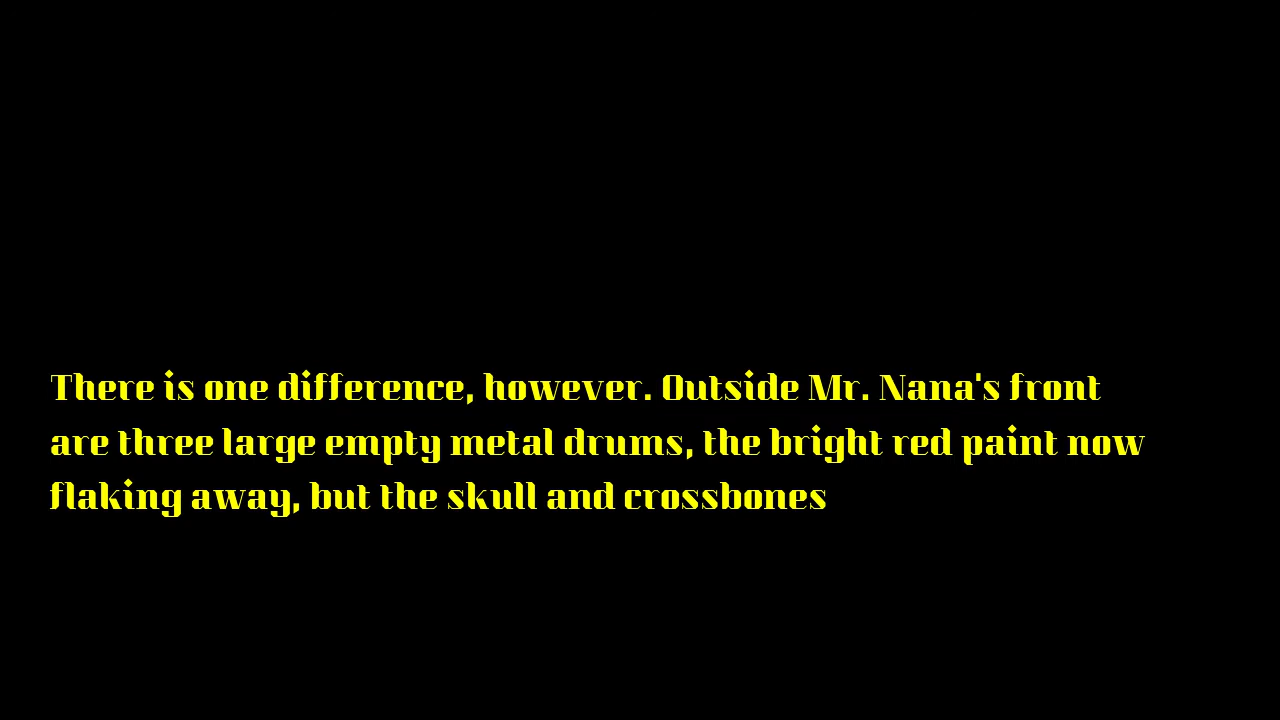 There is one difference, however. Outside Mr. Nana's front
are three large empty metal drums, the bright red paint now
flaking away, but the skull and crossbones